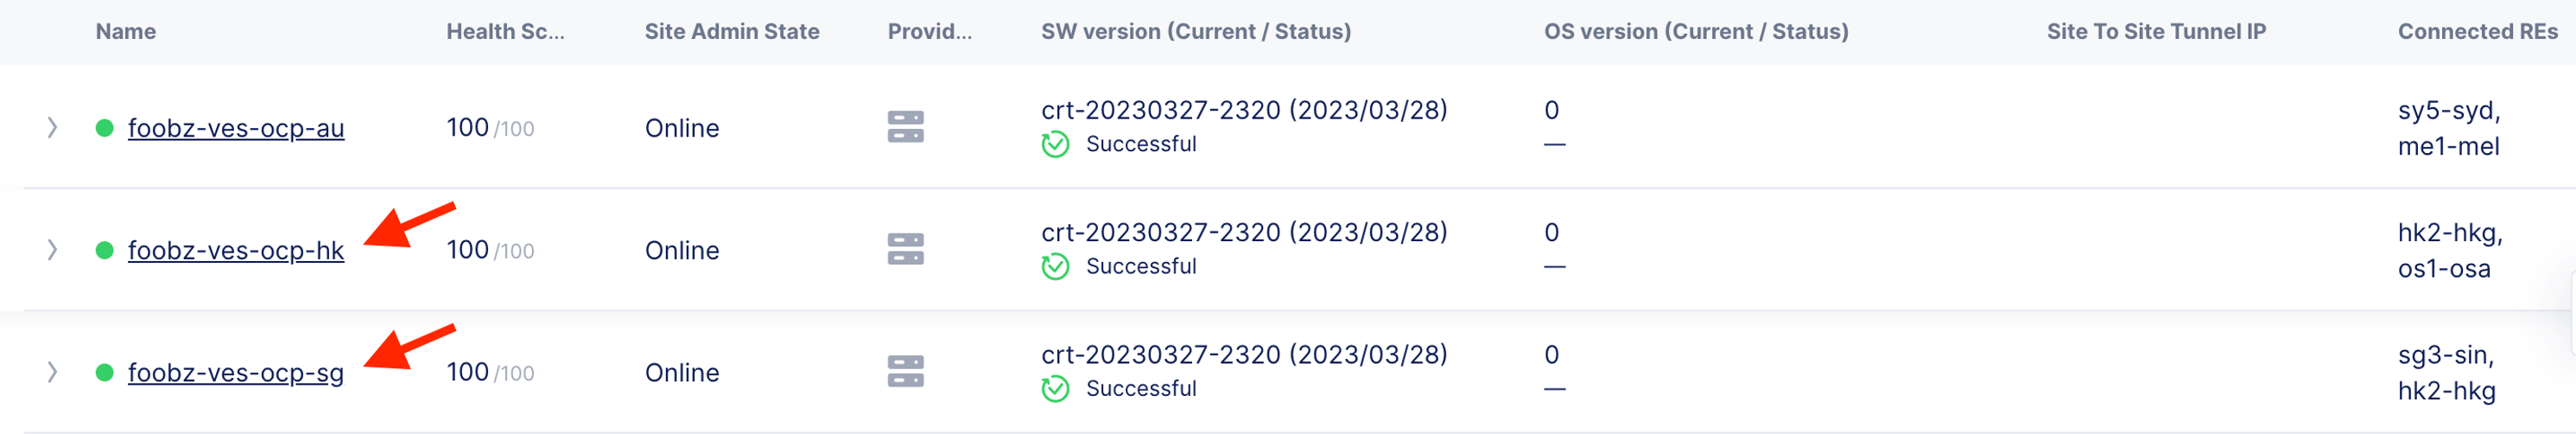 Name Health Sc... Site Admin State Provid... SW version (Current / Status) OS version (Current / Status) Site To Site Tunnel IP Connected REs
foobz-ves-ocp-au 100 /100 Online crt-20230327-2320 (2023/03/28) 0 sy5-syd,
Successful — me1-mel
foobz-ves-ocp-hk 100 /100 Online crt-20230327-2320 (2023/03/28) 0 hk2-hkg,
Successful — os1-osa
foobz-ves-ocp-sg 100 /100 Online crt-20230327-2320 (2023/03/28) 0 sg3-sin,
Successful — hk2-hkg